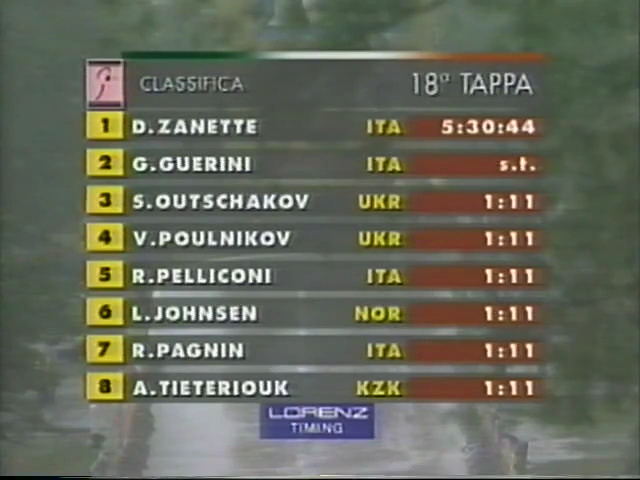 CLASSIFICA 18ª TAPPA
1 D.ZANETTE ITA 5:30:44
2 G.GUERINI ITA s.t.
3 S.OUTSCHAKOV UKR 1:11
4 V.POULNIKOV UKR 1:11
5 R.PELLICONI ITA 1:11
6 L.JOHNSEN NOR 1:11
7 R.PAGNIN ITA 1:11
8 A.TIETERIOUK KZK 1:11
LORENZ
TIMING